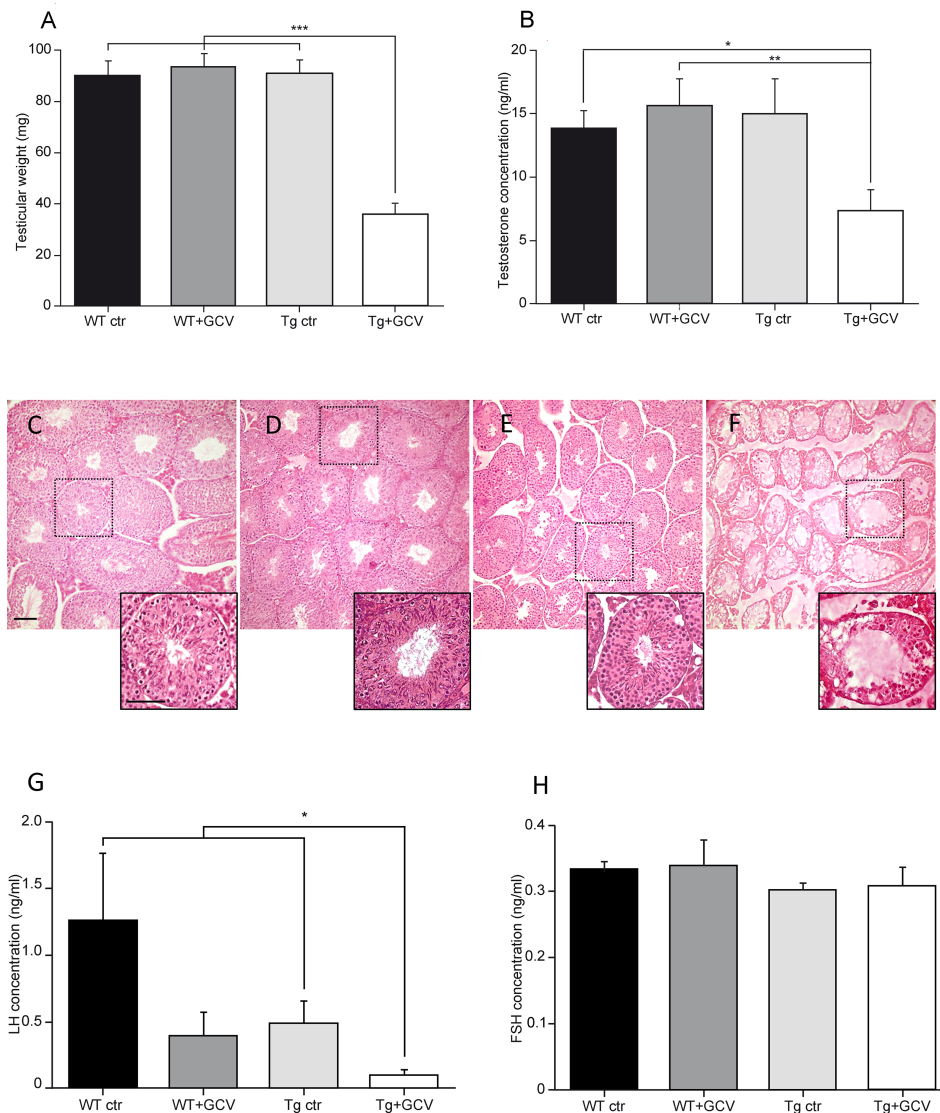 A
***
100
80
60
40
20
0
Testicular weight (mg)
WT ctr
WT+GCV
Tg ctr
Tg+GCV
B
*
**
20
15
10
5
0
Testosterone concentration (ng/ml)
WT ctr
WT+GCV
Tg ctr
Tg+GCV
C
D
E
F
G
*
2.0
1.5
1.0
0.5
0
LH concentration (ng/ml)
WT ctr
WT+GCV
Tg ctr
Tg+GCV
H
0.4
0.3
0.2
0.1
0
FSH concentration (ng/ml)
WT ctr
WT+GCV
Tg ctr
Tg+GCV